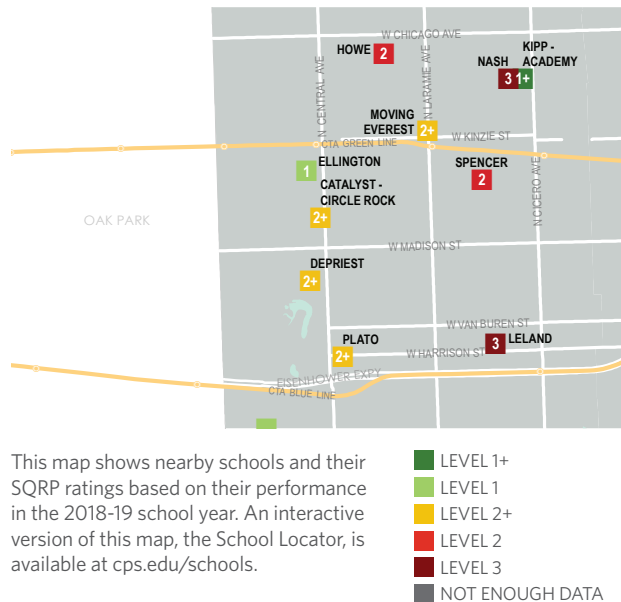 W CHICAGO AVE
HOWE
2
N CENTRAL AVE
N LARAMIE AVE
KIPP -
NASH ACADEMY
3 1+
MOVING
EVEREST
2+
W KINZIE ST
CTA GREEN LINE
1
ELLINGTON
SPENCER
2
CATALYST -
CIRCLE ROCK
2+
N CICERO AVE
OAK PARK
W MADISON ST
DEPRIEST
2+
W VAN BUREN ST
PLATO
2+
3
LELAND
W HARRISON ST
EISENHOWER EXPY
CTA BLUE LINE
This map shows nearby schools and their
SQRP ratings based on their performance
in the 2018-19 school year. An interactive
version of this map, the School Locator, is
available at cps.edu/schools.
LEVEL 1+
LEVEL 1
LEVEL 2+
LEVEL 2
LEVEL 3
NOT ENOUGH DATA